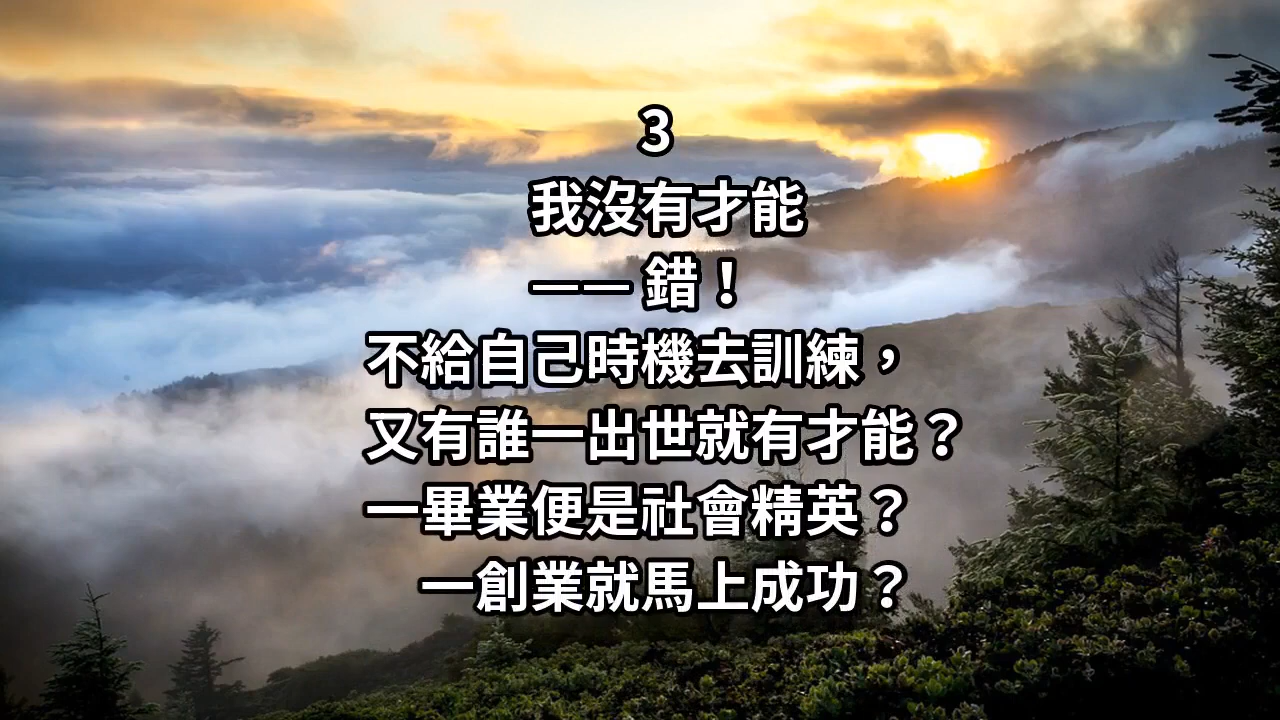 3
我沒有才能
—— 錯！
不給自己時機去訓練，
又有誰一出世就有才能？
一畢業便是社會精英？
一創業就馬上成功？